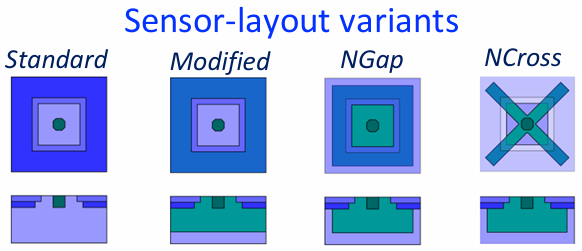 Sensor-layout variants
Standard Modified NGap NCross